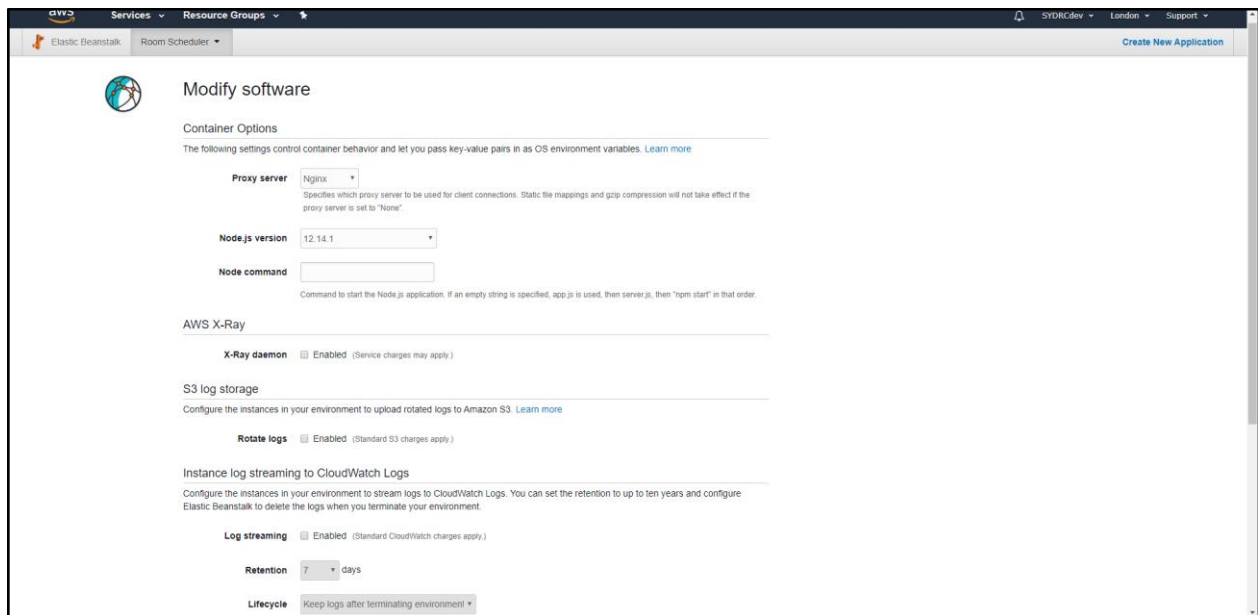 aws Services Resource Groups SYDRCdev London Support
Elastic Beanstalk Room Scheduler Create New Application
Modify software
Container Options
The following settings control container behavior and let you pass key-value pairs in as OS environment variables. Learn more
Proxy server Nginx
Specifies which proxy server to be used for client connections. Static file mappings and gzip compression will not take effect if the
proxy server is set to "None".
Node.js version 12.14.1
Node command
Command to start the Node.js application. If an empty string is specified, app.js is used, then server.js, then "npm start" in that order.
AWS X-Ray
X-Ray daemon Enabled (Service charges may apply.)
S3 log storage
Configure the instances in your environment to upload rotated logs to Amazon S3. Learn more
Rotate logs Enabled (Standard S3 charges apply.)
Instance log streaming to CloudWatch Logs
Configure the instances in your environment to stream logs to CloudWatch Logs. You can set the retention to up to ten years and configure
Elastic Beanstalk to delete the logs when you terminate your environment.
Log streaming Enabled (Standard CloudWatch charges apply.)
Retention 7 days
Lifecycle Keep logs after terminating environment